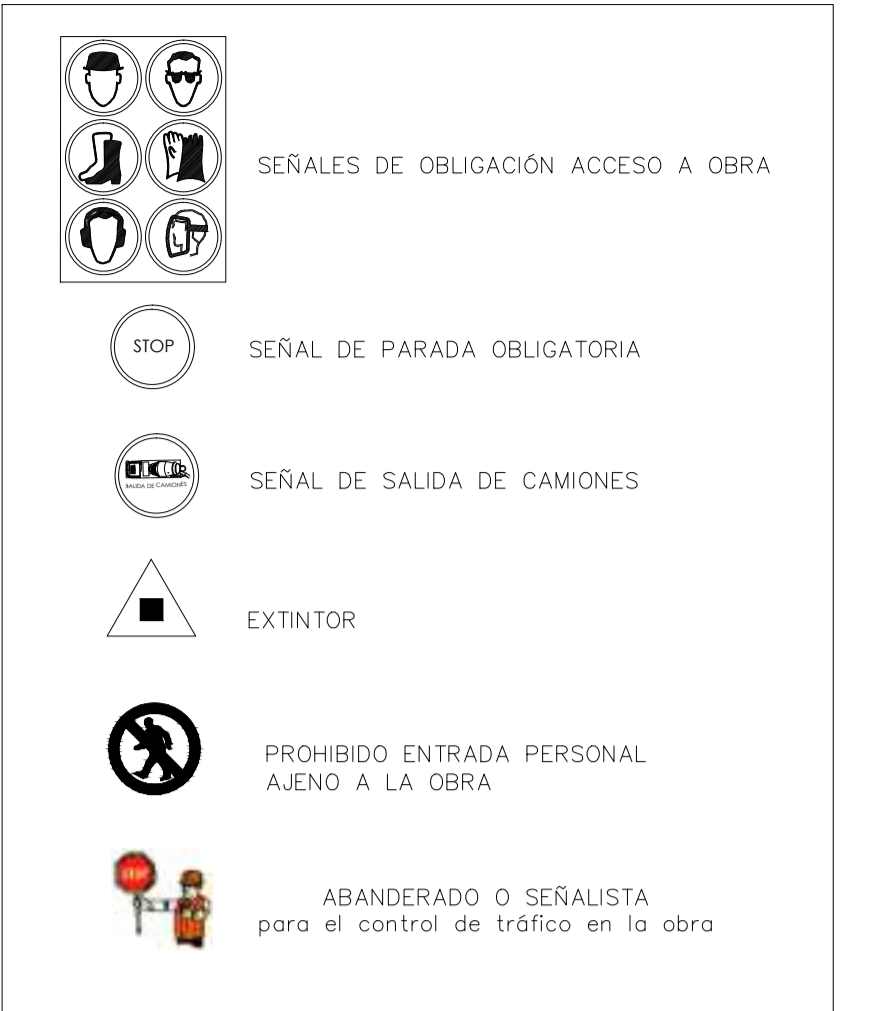 SEÑALES DE OBLIGACIÓN ACCESO A OBRA
STOP
SEÑAL DE PARADA OBLIGATORIA
SALIDA DE CAMIONES
SEÑAL DE SALIDA DE CAMIONES
EXTINTOR
PROHIBIDO ENTRADA PERSONAL
AJENO A LA OBRA
STOP
ABANDERADO O SEÑALISTA
para el control de tráfico en la obra